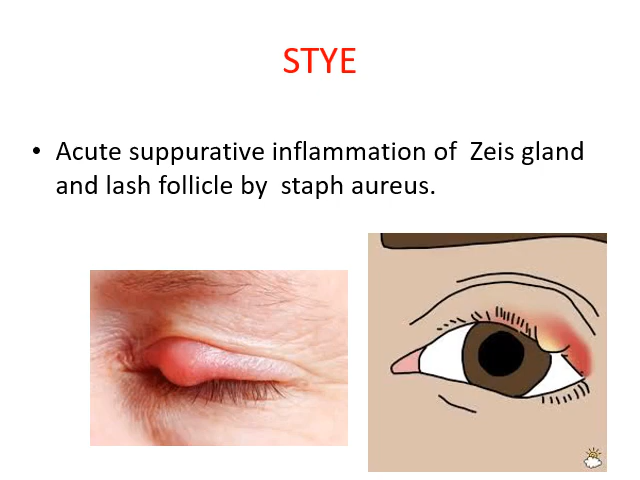 STYE
• Acute suppurative inflammation of  Zeis gland
and lash follicle by  staph aureus.